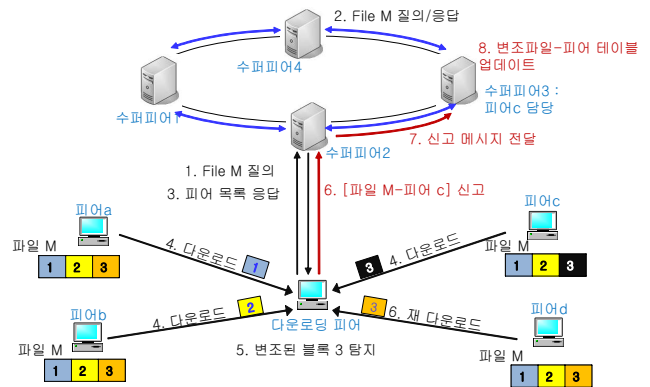 2. File M 질의/응답
수퍼피어4
8. 변조파일-피어 테이블
업데이트
수퍼피어1
수퍼피어3 :
피어c 담당
7. 신고 메시지 전달
수퍼피어2
1. File M 질의
3. 피어 목록 응답
6. [파일 M-피어 c] 신고
피어a
파일 M
1 2 3
4. 다운로드
1
피어c
파일 M
1 2 3
4. 다운로드
3
피어b
파일 M
1 2 3
4. 다운로드
2
다운로딩 피어
3
6. 재 다운로드
피어d
파일 M
1 2 3
5. 변조된 블록 3 탐지